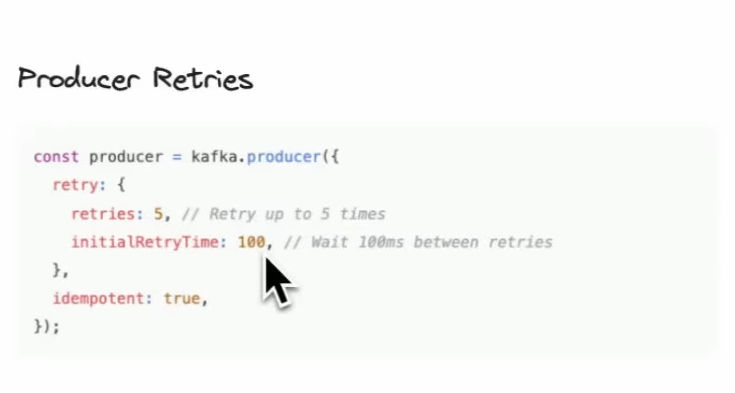 Producer Retries
const producer = kafka.producer({
  retry: {
    retries: 5, // Retry up to 5 times
    initialRetryTime: 100, // Wait 100ms between retries
  },
  idempotent: true,
});